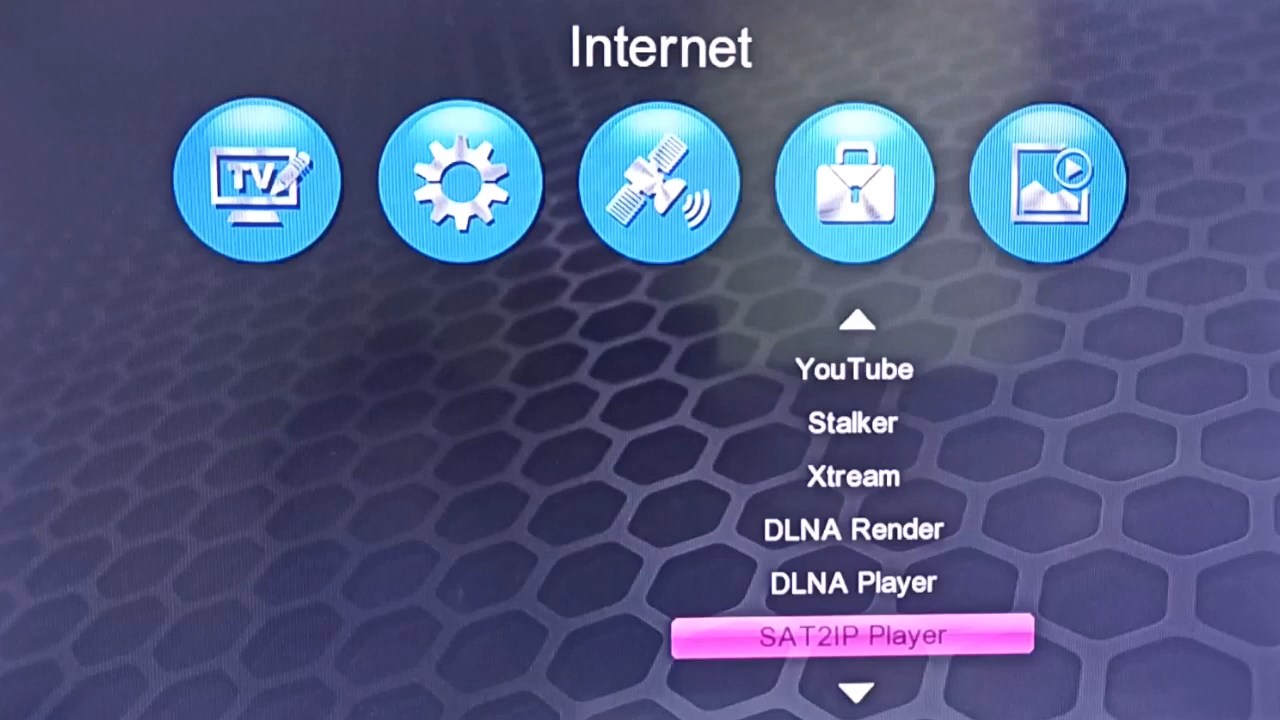 Internet
TV
YouTube
Stalker
Xtream
DLNA Render
DLNA Player
SAT2IP Player